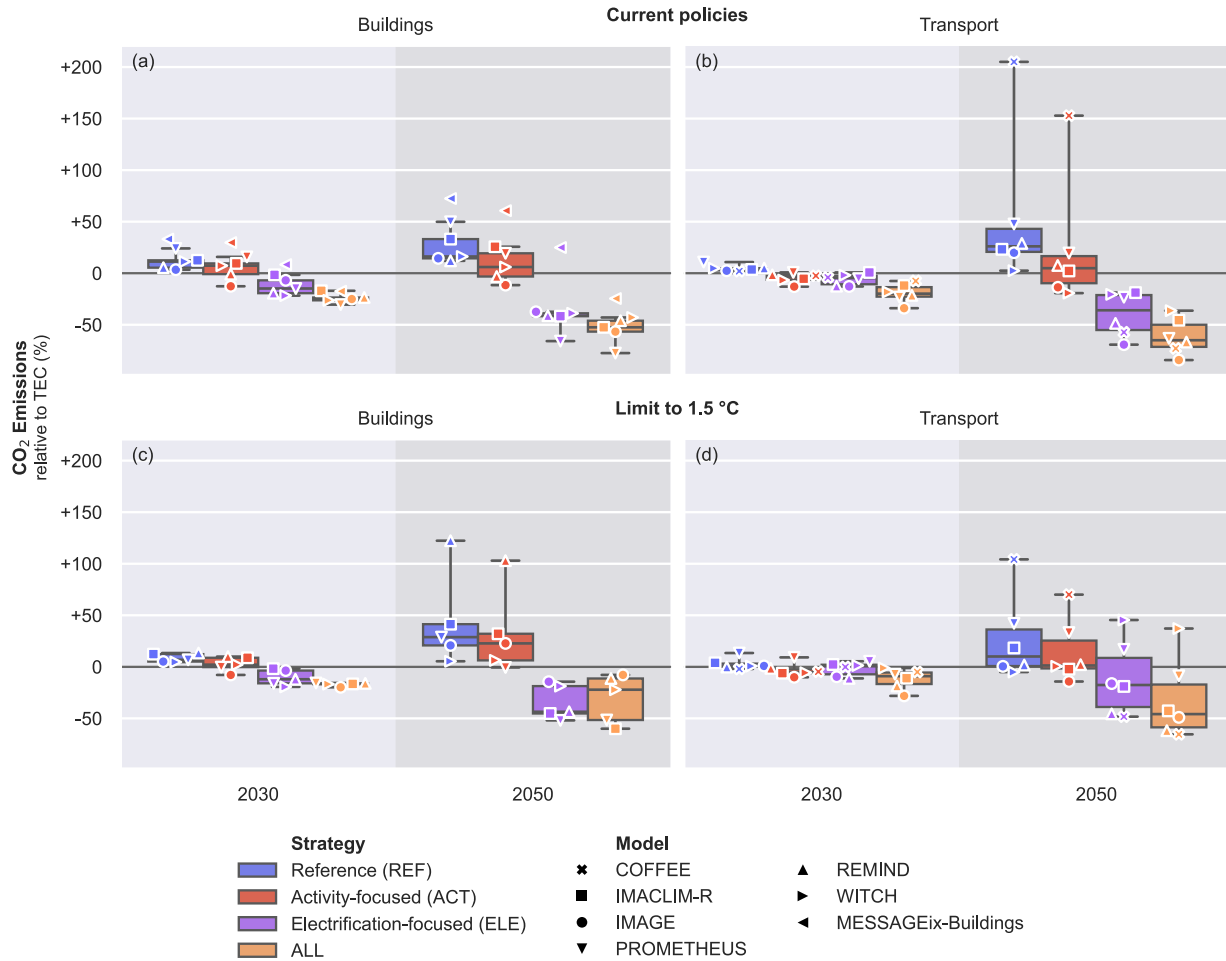 Current policies
Buildings
Transport
(a)
(b)
+200
+150
+100
+50
0
−50
Limit to 1.5 °C
Buildings
Transport
CO₂ Emissions
relative to TEC (%)
(c)
(d)
+200
+150
+100
+50
0
−50
2030
2050
2030
2050
Strategy
Reference (REF)
Activity-focused (ACT)
Electrification-focused (ELE)
ALL
Model
COFFEE
IMACLIM-R
IMAGE
PROMETHEUS
REMIND
WITCH
MESSAGEix-Buildings